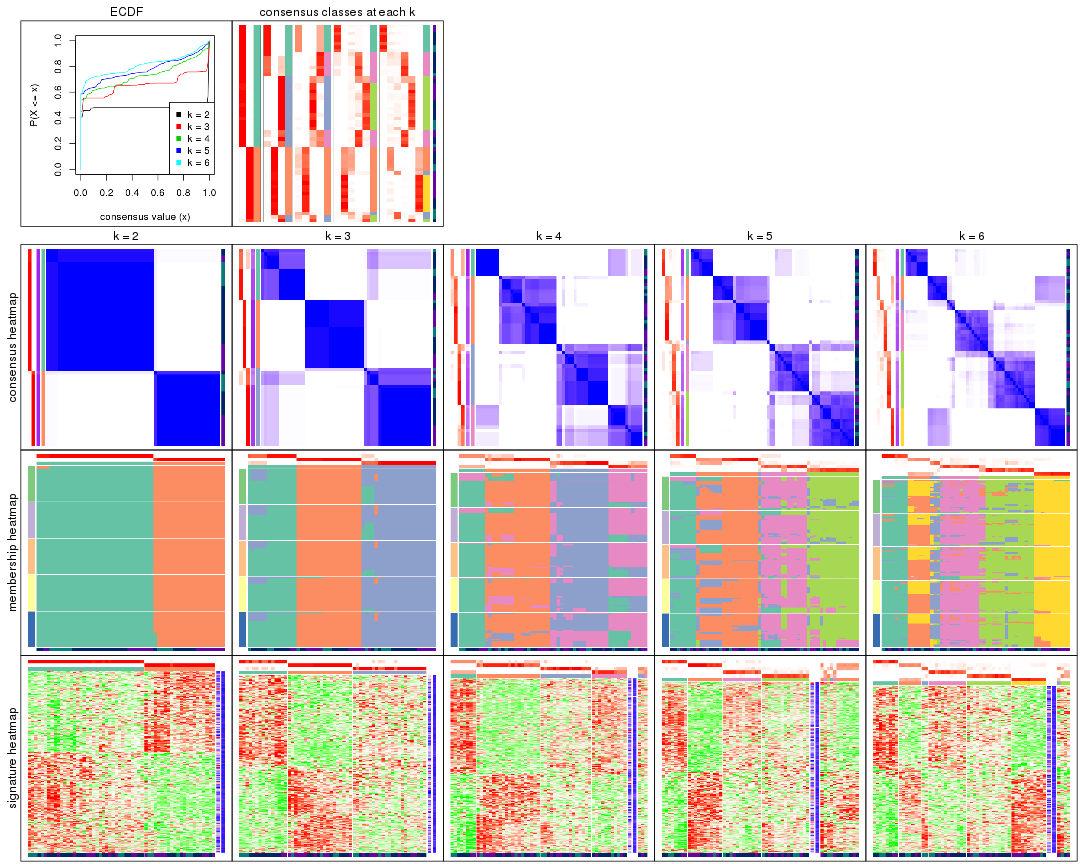 ECDF
consensus classes at each k
P(X <= x)
0.0 0.2 0.4 0.6 0.8 1.0
k = 2
k = 3
k = 4
k = 5
k = 6
0.0 0.2 0.4 0.6 0.8 1.0
consensus value (x)
k = 2 k = 3 k = 4 k = 5 k = 6
consensus heatmap
membership heatmap
signature heatmap